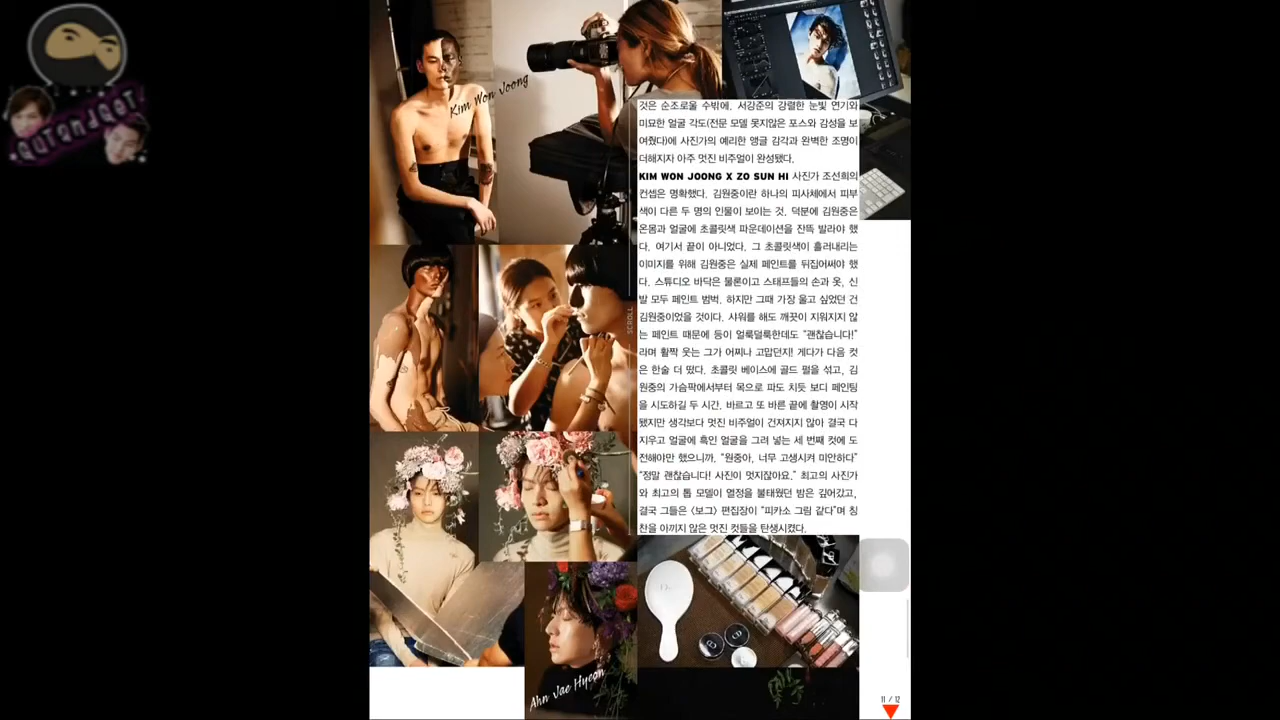 Kim Won Joong
것은 순조로울 수밖에. 서강준의 강렬한 눈빛 연기와
미묘한 얼굴 각도(전문 모델 못지않은 포스와 감성을 보
여줬다)에 사진가의 예리한 앵글 감각과 완벽한 조명이
더해지자 아주 멋진 비주얼이 완성됐다.
KIM WON JOONG X ZO SUN HI 사진가 조선희의
컨셉은 명확했다. 김원중이란 하나의 피사체에서 피부
색이 다른 두 명의 인물이 보이는 것. 덕분에 김원중은
온몸과 얼굴에 초콜릿색 파운데이션을 잔뜩 발라야 했
다. 여기서 끝이 아니었다. 그 초콜릿색이 흘러내리는
이미지를 위해 김원중은 실제 페인트를 뒤집어써야 했
다. 스튜디오 바닥은 물론이고 스태프들의 손과 옷, 신
발 모두 페인트 범벅. 하지만 그때 가장 울고 싶었던 건
김원중이었을 것이다. 샤워를 해도 깨끗이 지워지지 않
는 페인트 때문에 등이 얼룩덜룩한데도 “괜찮습니다!”
라며 활짝 웃는 그가 어찌나 고맙던지! 게다가 다음 컷
은 한술 더 떴다. 초콜릿 베이스에 골드 펄을 섞고, 김
원중의 가슴팍에서부터 목으로 파도 치듯 보디 페인팅
을 시도하길 두 시간. 바르고 또 바른 끝에 촬영이 시작
됐지만 생각보다 멋진 비주얼이 건져지지 않아 결국 다
지우고 얼굴에 흑인 얼굴을 그려 넣는 세 번째 컷에 도
전해야만 했으니까. “원중아, 너무 고생시켜 미안하다”
“정말 괜찮습니다! 사진이 멋지잖아요.” 최고의 사진가
와 최고의 톱 모델이 열정을 불태웠던 밤은 깊어갔고,
결국 그들은 〈보그〉 편집장이 “피카소 그림 같다”며 칭
찬을 아끼지 않은 멋진 컷들을 탄생시켰다.
SCROLL
Ahn Jae Hyeon
11 / 12